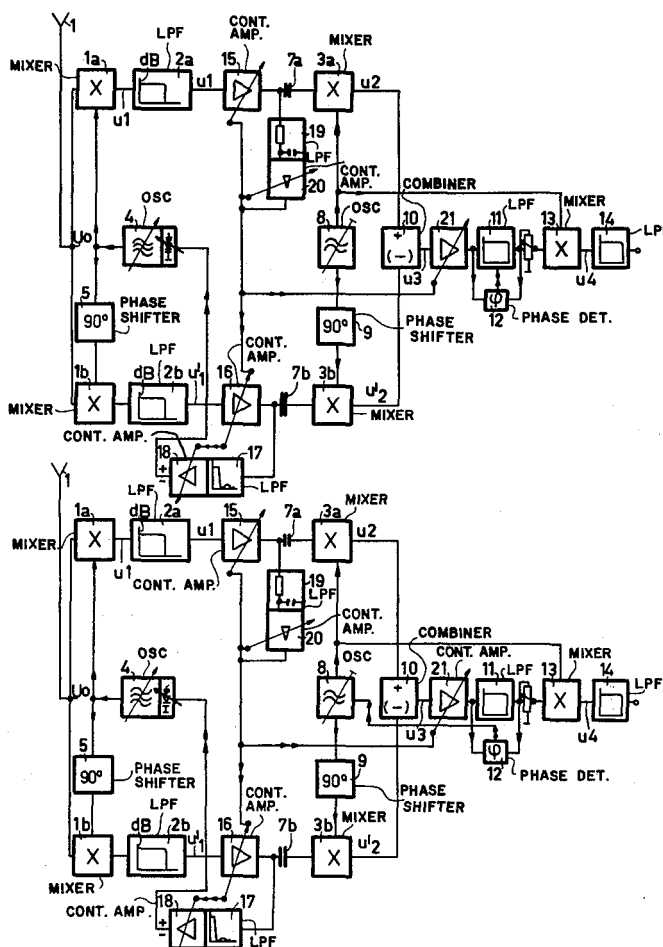 CONT.
AMP.
LPF
15
MIXER
MIXER
1a
dB
2a
7a
3a
1
X
u1
X
u2
u1
19
LPF
CONT.
AMP.
20
OSC
4
8
OSC
COMBINER
LPF
MIXER
10
21
11
13
14
Uo
+
(-)
X
LPF
u3
u4
5
PHASE SHIFTER
90°
90°
PHASE SHIFTER
9
φ
12
PHASE DET.
LPF
CONT.
AMP.
1b
dB
2b
u'1
16
7b
3b
X
X
u'2
MIXER
MIXER
CONT. AMP.
18
17
+
-
LPF
1
LPF
MIXER
1a
dB
2a
u1
15
7a
3a
MIXER
X
X
u2
u1
CONT. AMP.
19
LPF
CONT.
AMP.
20
COMBINER
MIXER
OSC
4
8
OSC
10
21
CONT. AMP.
11
LPF
13
14
Uo
+
(-)
X
LPF
u3
u4
5
90°
PHASE SHIFTER
90°
9
PHASE SHIFTER
φ
12
PHASE DET.
LPF
CONT.
AMP.
1b
dB
2b
u'1
16
7b
3b
MIXER
X
X
u'2
MIXER
CONT. AMP.
18
17
+
-
LPF